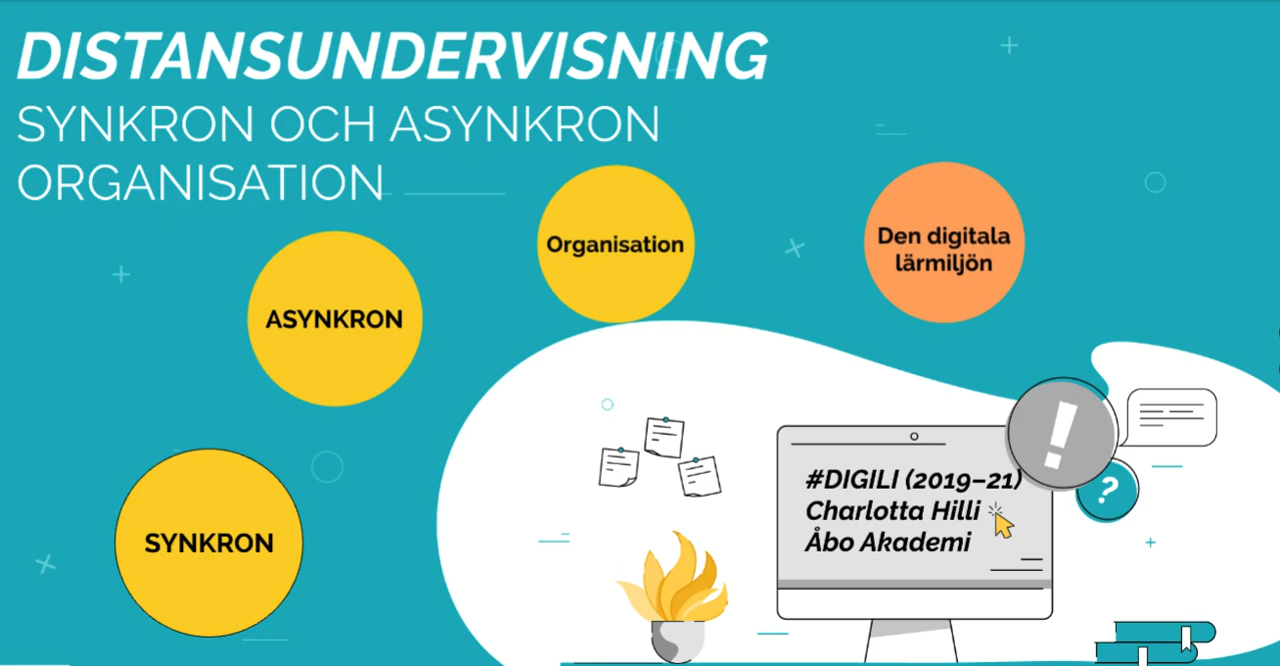 DISTANSUNDERVISNING
SYNKRON OCH ASYNKRON
ORGANISATION
Organisation
Den digitala
lärmiljön
ASYNKRON
SYNKRON
!
?
#DIGILI (2019–21)
Charlotta Hilli
Åbo Akademi